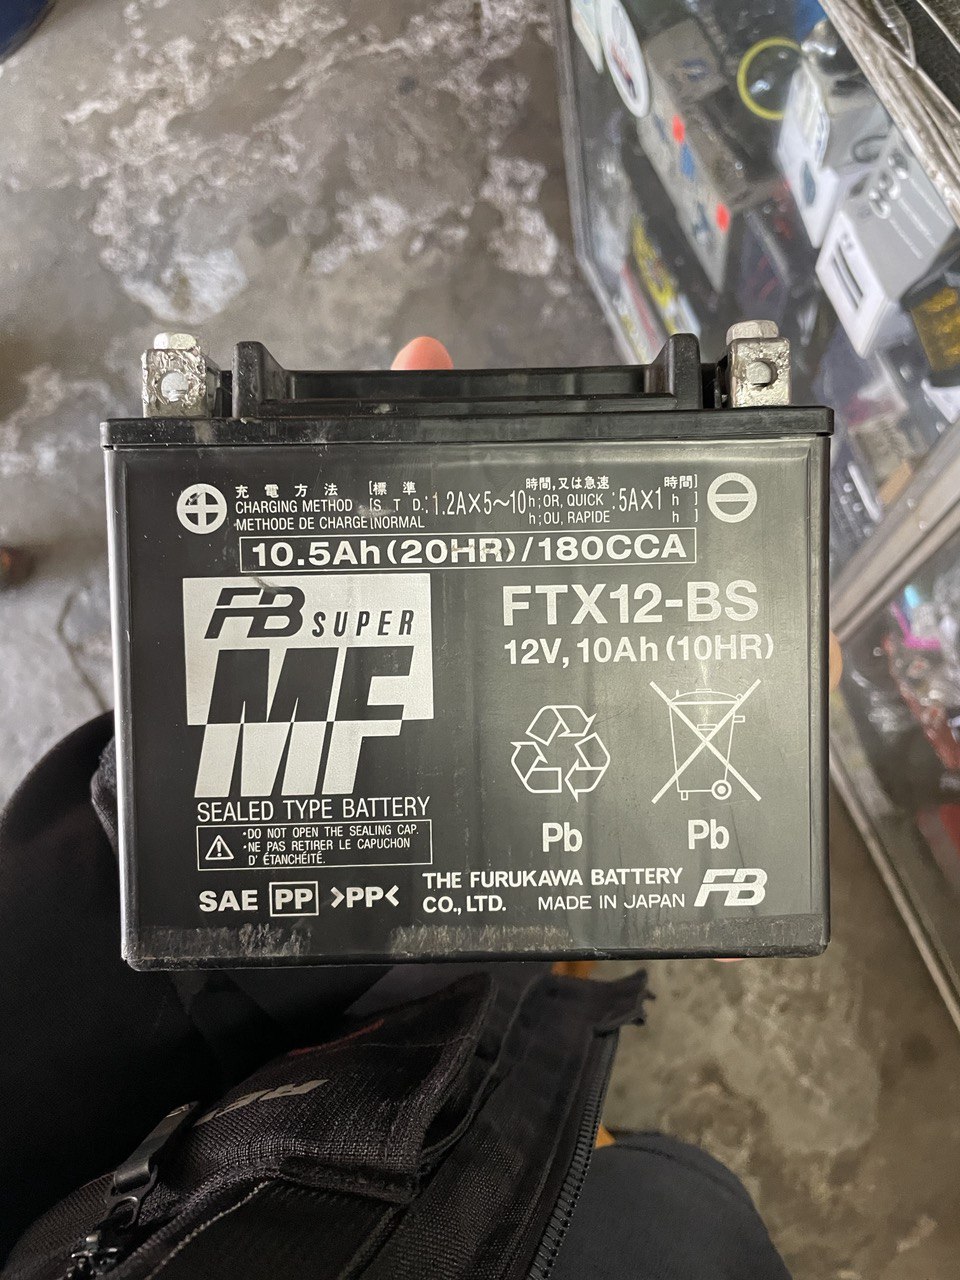 充電方法 [標準 時間,又は急速 時間]
CHARGING METHOD [S T D.:1.2A×5~10h;OR, QUICK :5A×1h]
METHODE DE CHARGE[NORMAL h;OU, RAPIDE h]
10.5Ah(20HR)/180CCA
FB SUPER
MF
MF
SEALED TYPE BATTERY
•DO NOT OPEN THE SEALING CAP.
•NE PAS RETIRER LE CAPUCHON
D' ÉTANCHÉITÉ.
SAE PP >PP<
FTX12-BS
12V, 10Ah(10HR)
Pb Pb
THE FURUKAWA BATTERY
CO., LTD. MADE IN JAPAN FB